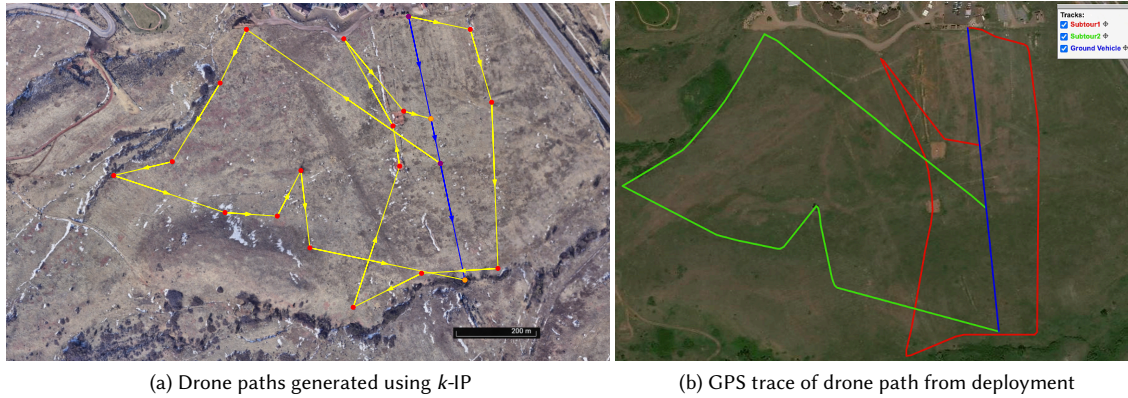 Tracks:
Subtour1
Subtour2
Ground Vehicle
200 m
(a) Drone paths generated using k-IP
(b) GPS trace of drone path from deployment